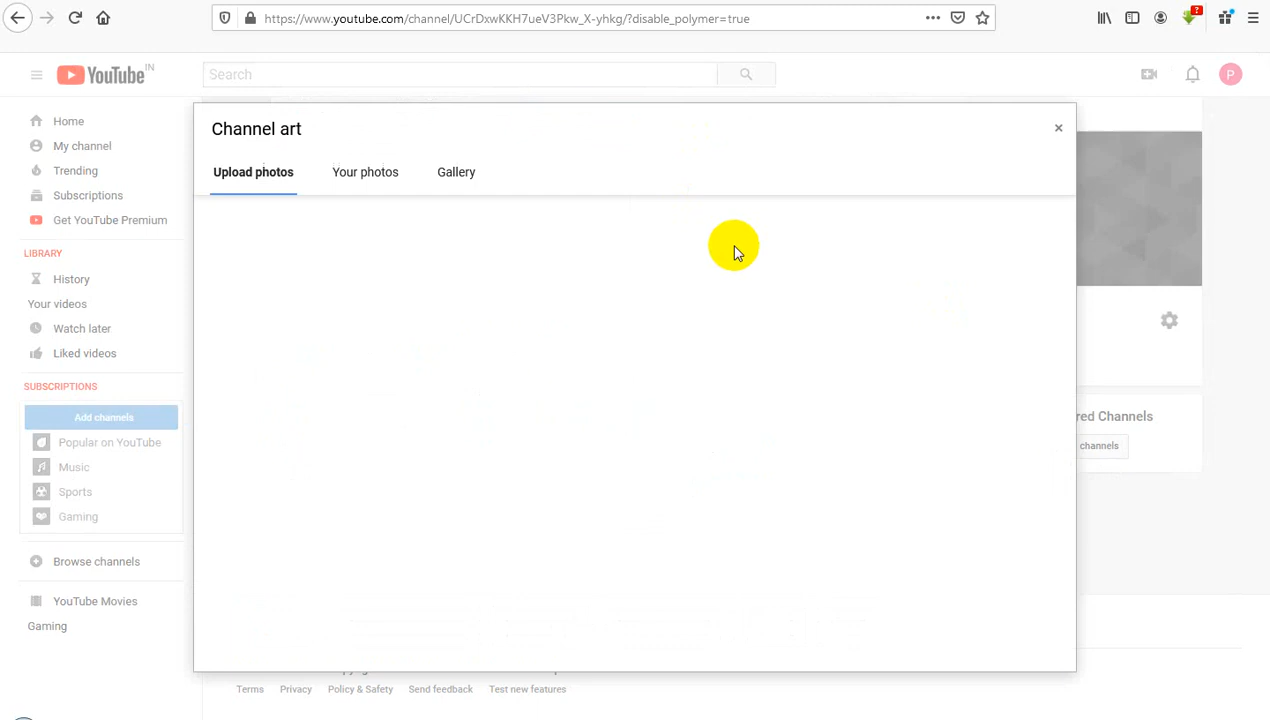 https://www.youtube.com/channel/UCrDxwKKH7ueV3Pkw_X-yhkg/?disable_polymer=true
?
YouTube IN
Search
P
Channel art
×
Upload photos Your photos Gallery
Home
My channel
Trending
Subscriptions
Get YouTube Premium
LIBRARY
History
Your videos
Watch later
Liked videos
SUBSCRIPTIONS
Add channels
Popular on YouTube
Music
Sports
Gaming
Browse channels
YouTube Movies
Gaming
red Channels
channels
Terms Privacy Policy & Safety Send feedback Test new features